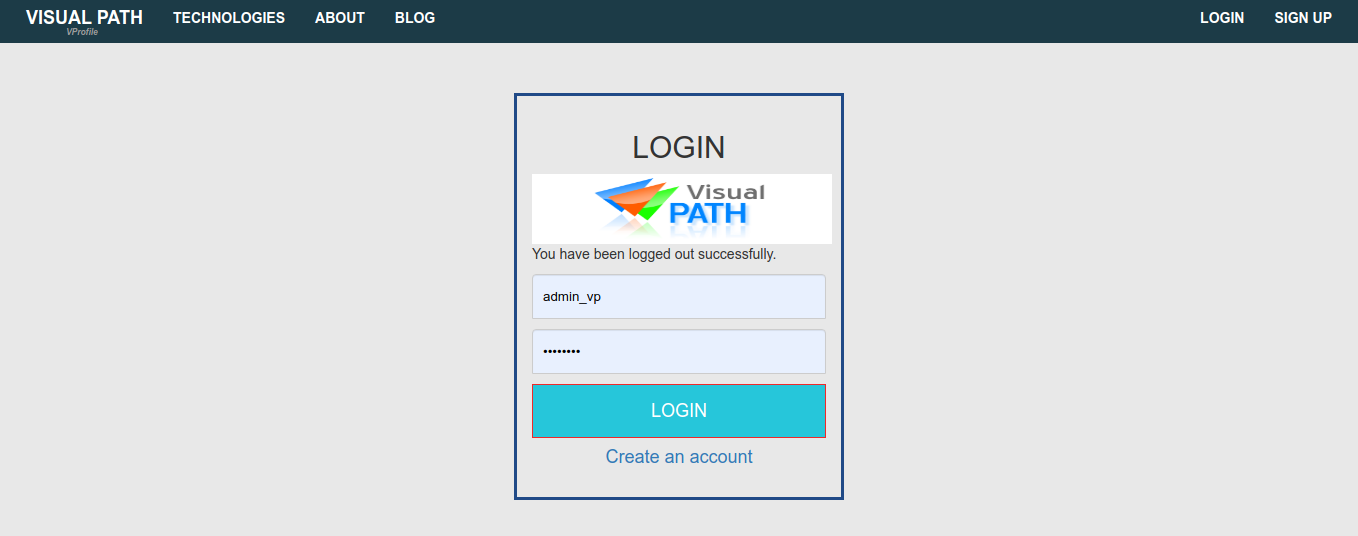 VISUAL PATH TECHNOLOGIES ABOUT BLOG LOGIN SIGN UP
VProfile
LOGIN
Visual
PATH
You have been logged out successfully.
admin_vp
••••••••
LOGIN
Create an account